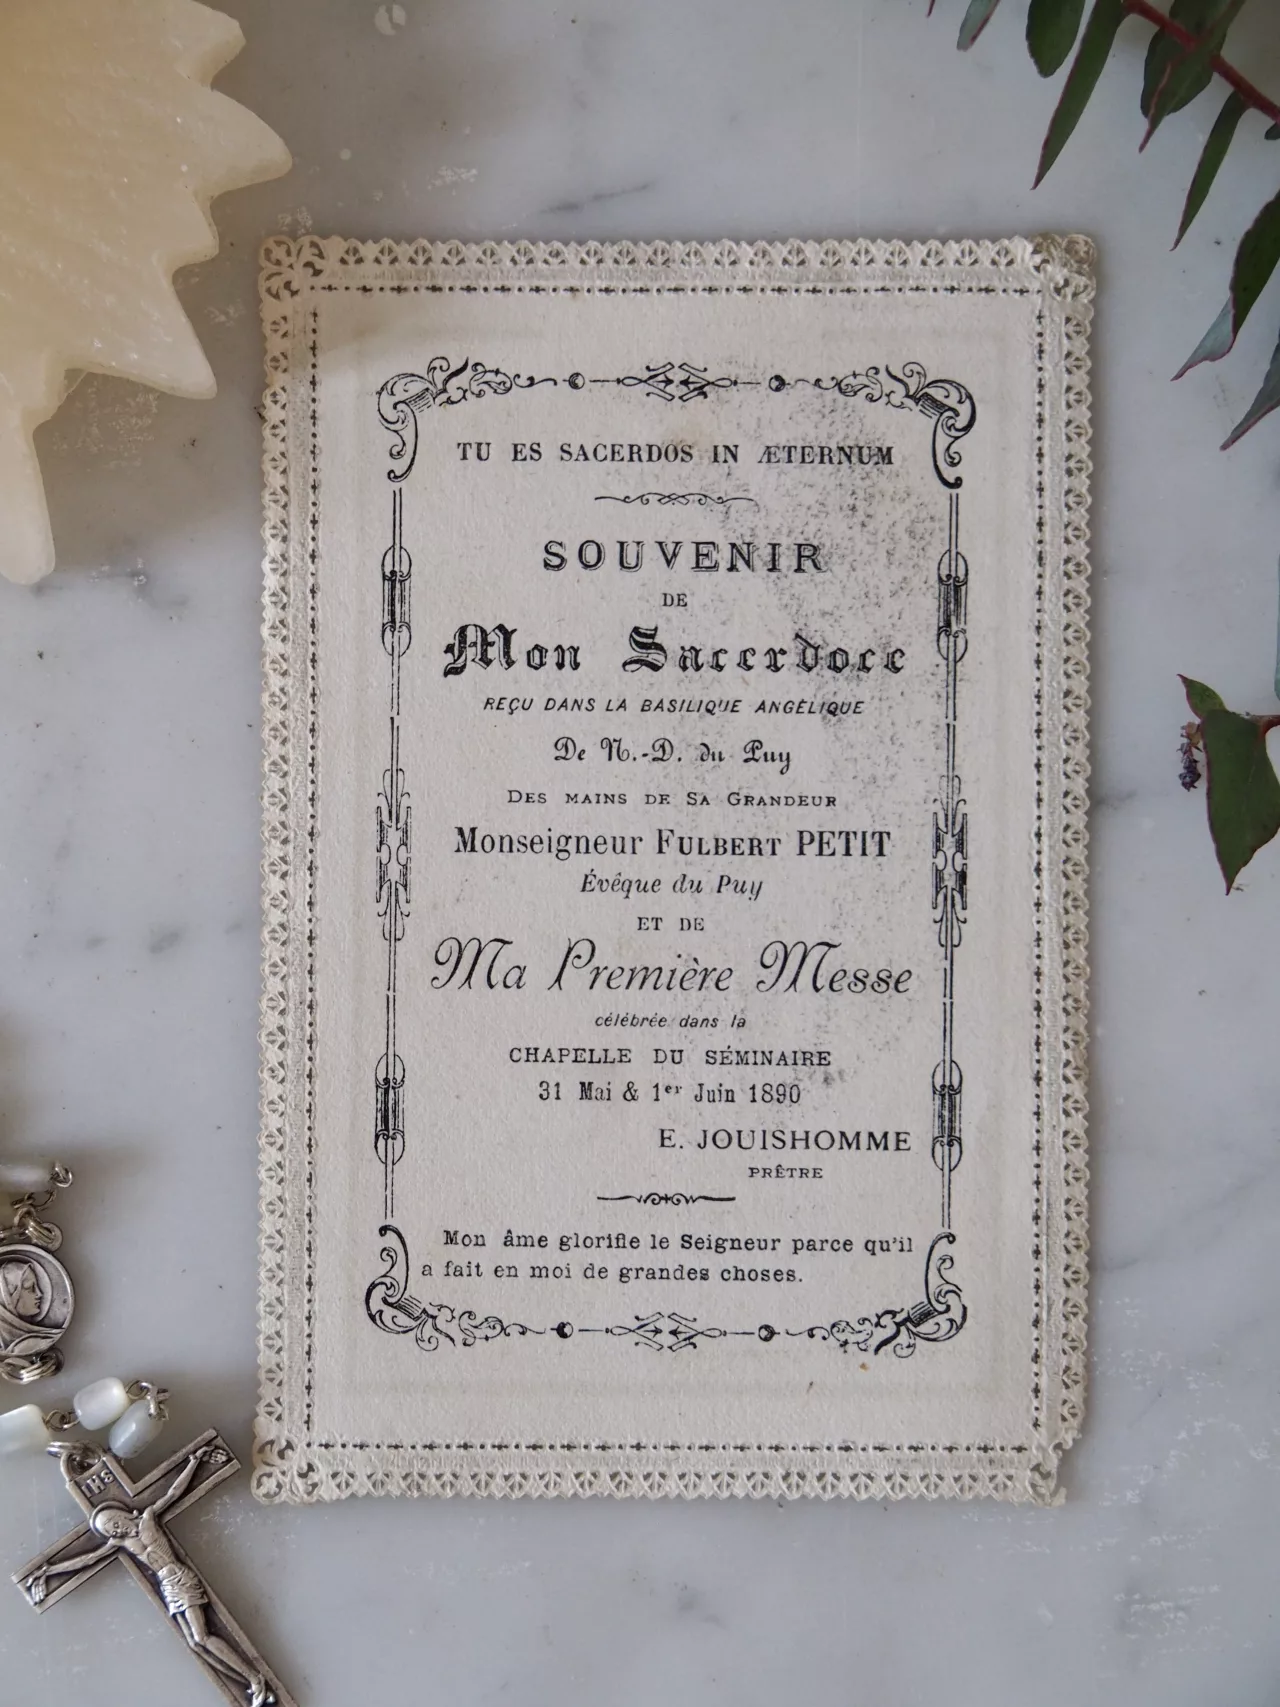 TU ES SACERDOS IN ÆTERNUM
SOUVENIR
DE
Mon Sacerdoce
REÇU DANS LA BASILIQUE ANGÉLIQUE
De N.-D. du Puy
DES MAINS DE SA GRANDEUR
Monseigneur FULBERT PETIT
Évêque du Puy
ET DE
Ma Première Messe
célébrée dans la
CHAPELLE DU SÉMINAIRE
31 Mai & 1er Juin 1890
E. JOUISHOMME
PRÊTRE
Mon âme glorifie le Seigneur parce qu'il
a fait en moi de grandes choses.
IHS